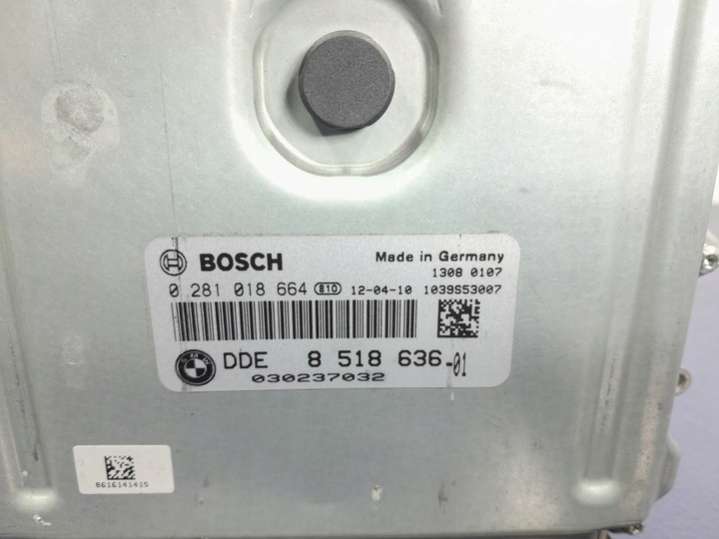 BOSCH Made in Germany
1308 0107
0 281 018 664 810 12-04-10 1039S53007
DDE 8 518 636-01
030237032